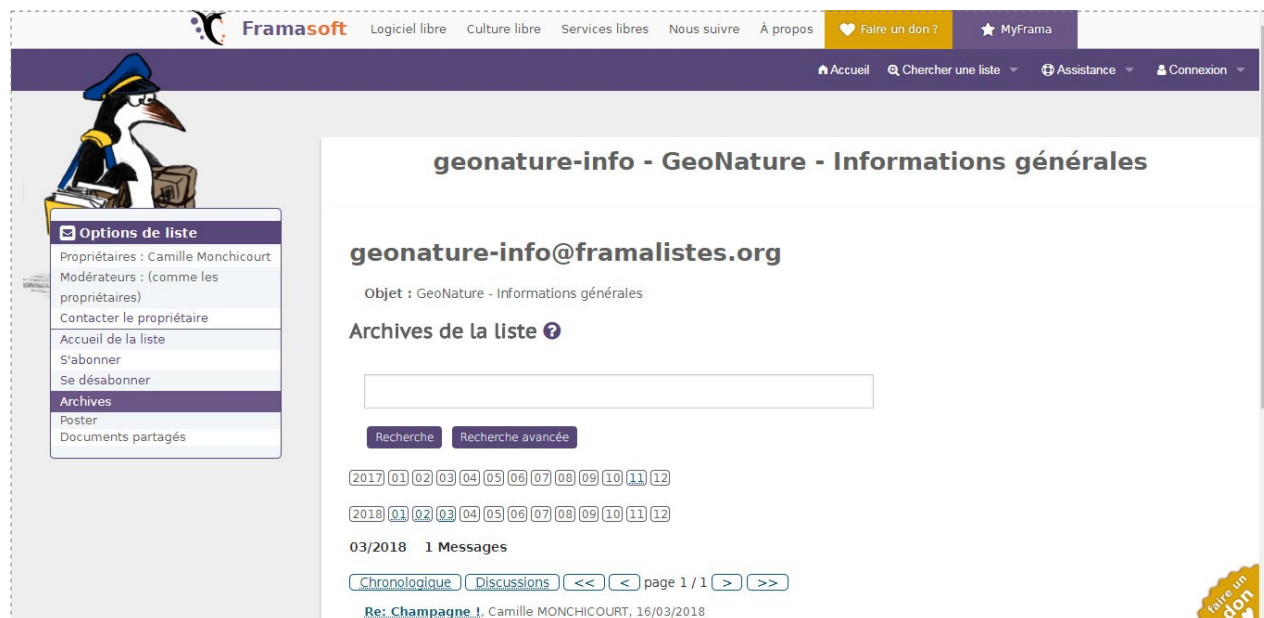 Framasoft Logiciel libre Culture libre Services libres Nous suivre À propos Faire un don ? MyFrama
Accueil Chercher une liste Assistance Connexion
geonature-info - GeoNature - Informations générales
Options de liste
Propriétaires : Camille Monchicourt
Modérateurs : (comme les
propriétaires)
Contacter le propriétaire
Accueil de la liste
S'abonner
Se désabonner
Archives
Poster
Documents partagés
geonature-info@framalistes.org
Objet : GeoNature - Informations générales
Archives de la liste ?
Recherche Recherche avancée
2017 01 02 03 04 05 06 07 08 09 10 11 12
2018 01 02 03 04 05 06 07 08 09 10 11 12
03/2018 1 Messages
Chronologique Discussions << < page 1 / 1 > >>
Re: Champagne !, Camille MONCHICOURT, 16/03/2018
faire un
don